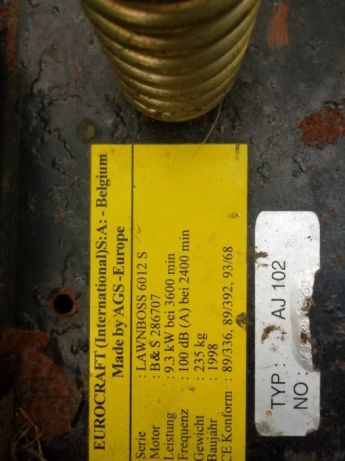 EUROCRAFT (International)S:A: - Belgium
Made by AGS -Europe
Serie : LAWNBOSS 6012 S
Motor : B&S 286707
Leistung : 9.3 kW bei 3600 min
Frequenz : 100 dB (A) bei 2400 min
Gewicht : 235 kg
Baujahr : 1998
CE Konform : 89/336, 89/392, 93/68
TYP : AJ 102
NO :